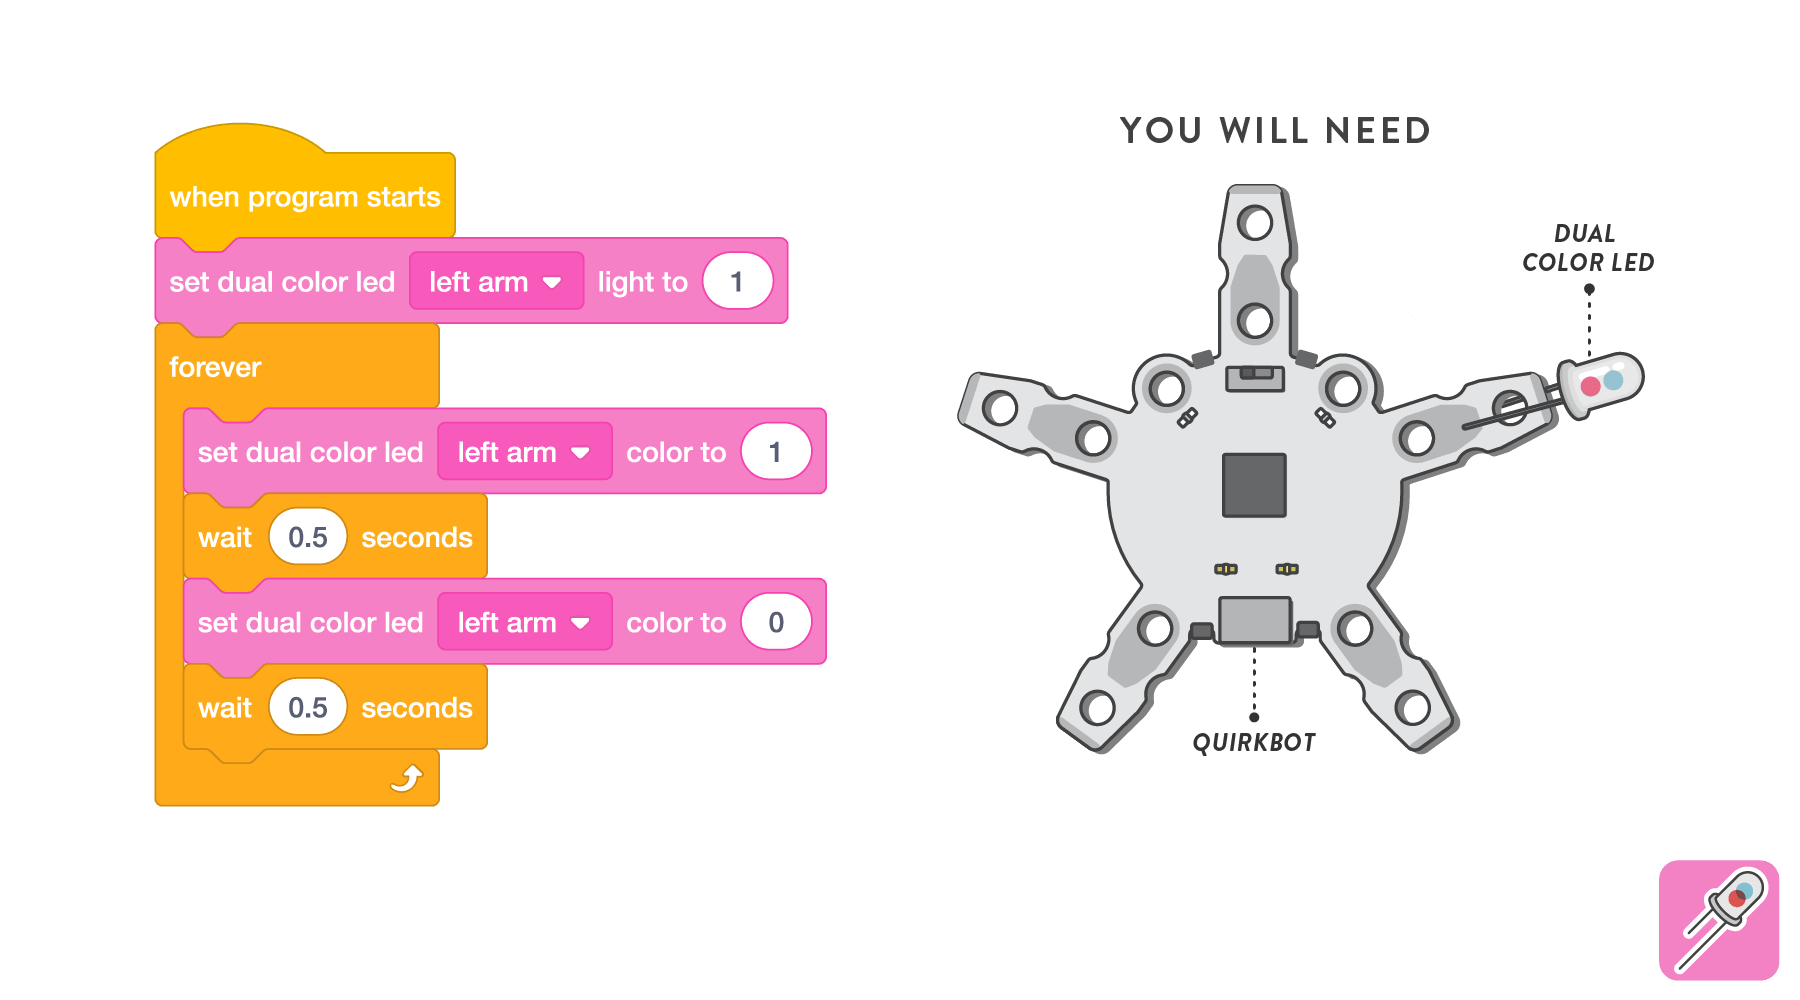 when program starts
set dual color led left arm light to 1
forever
set dual color led left arm color to 1
wait 0.5 seconds
set dual color led left arm color to 0
wait 0.5 seconds
YOU WILL NEED
DUAL
COLOR LED
QUIRKBOT